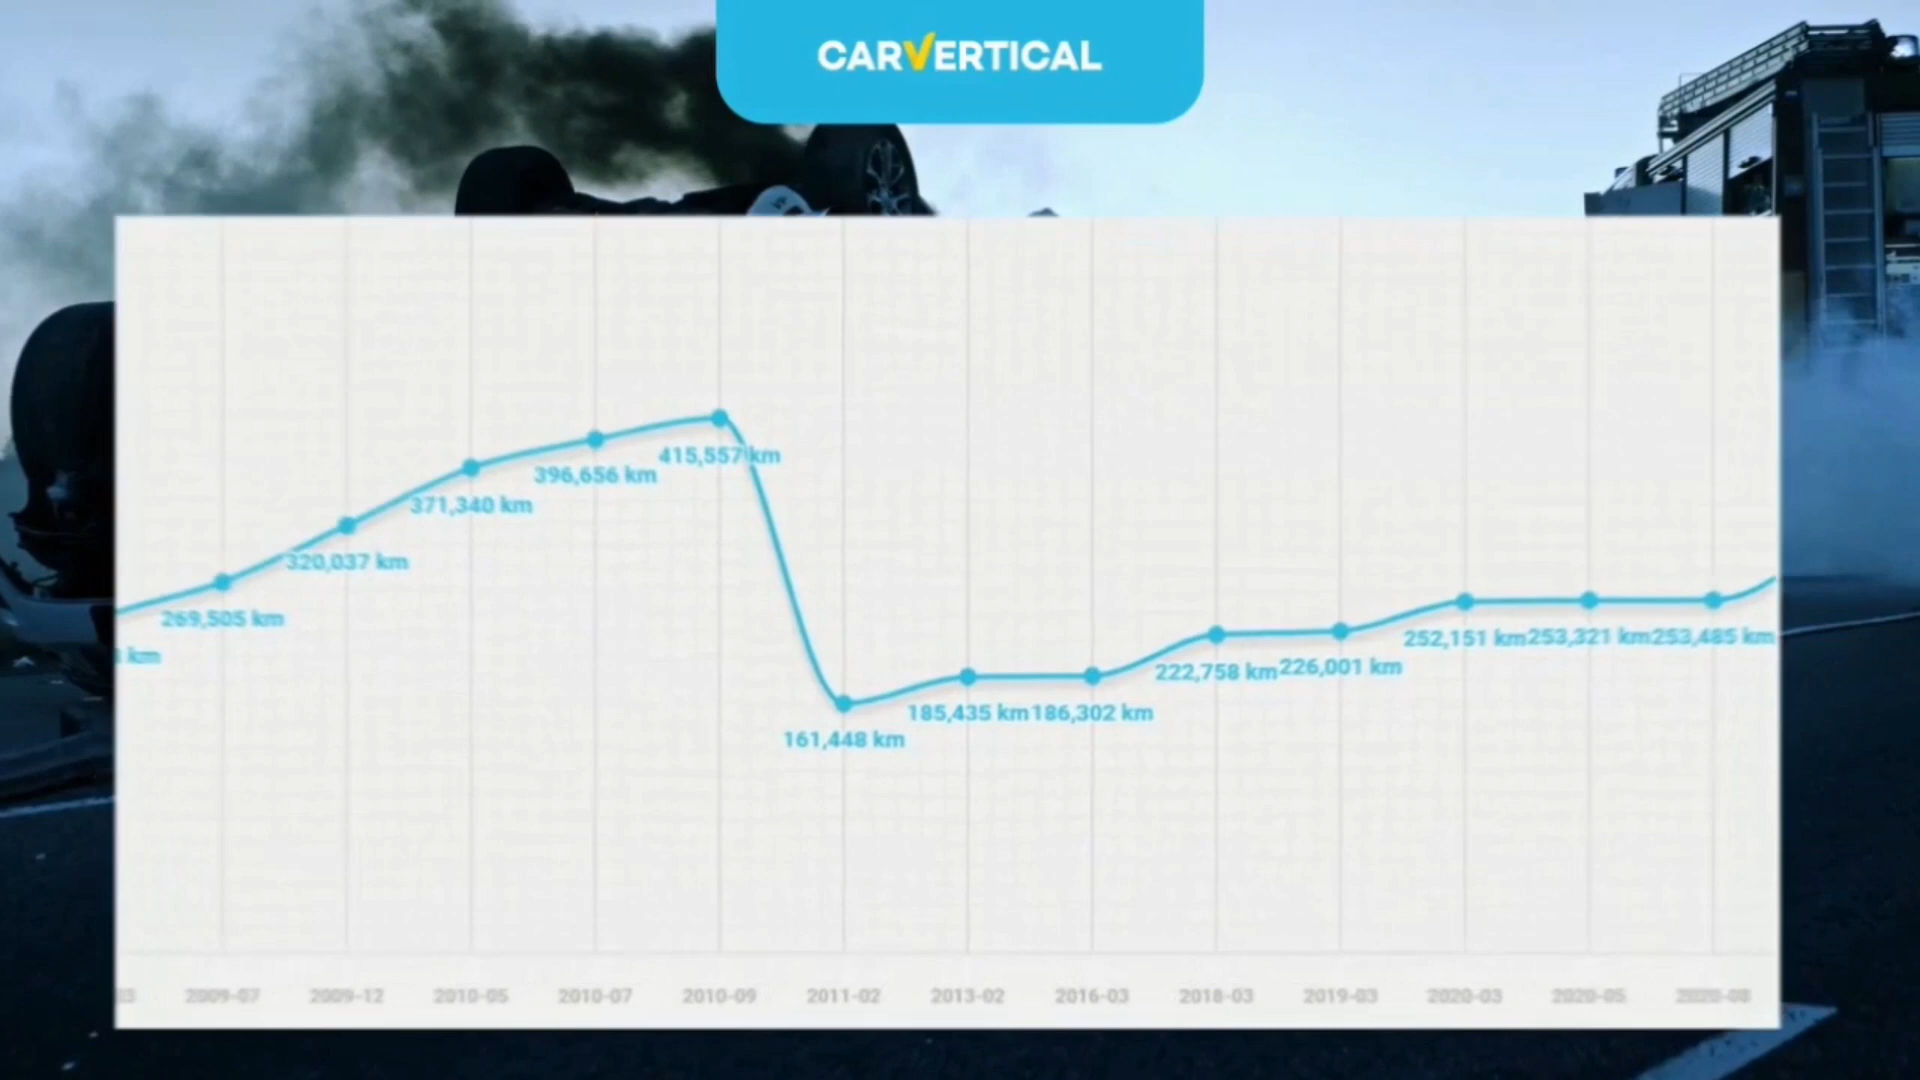 CARVERTICAL
415,557 km
396,656 km
371,340 km
320,037 km
269,505 km
km
252,151 km 253,321 km 253,485 km
222,758 km 226,001 km
185,435 km 186,302 km
161,448 km
03 2009-07 2009-12 2010-05 2010-07 2010-09 2011-02 2013-02 2016-03 2018-03 2019-03 2020-03 2020-05 2020-08